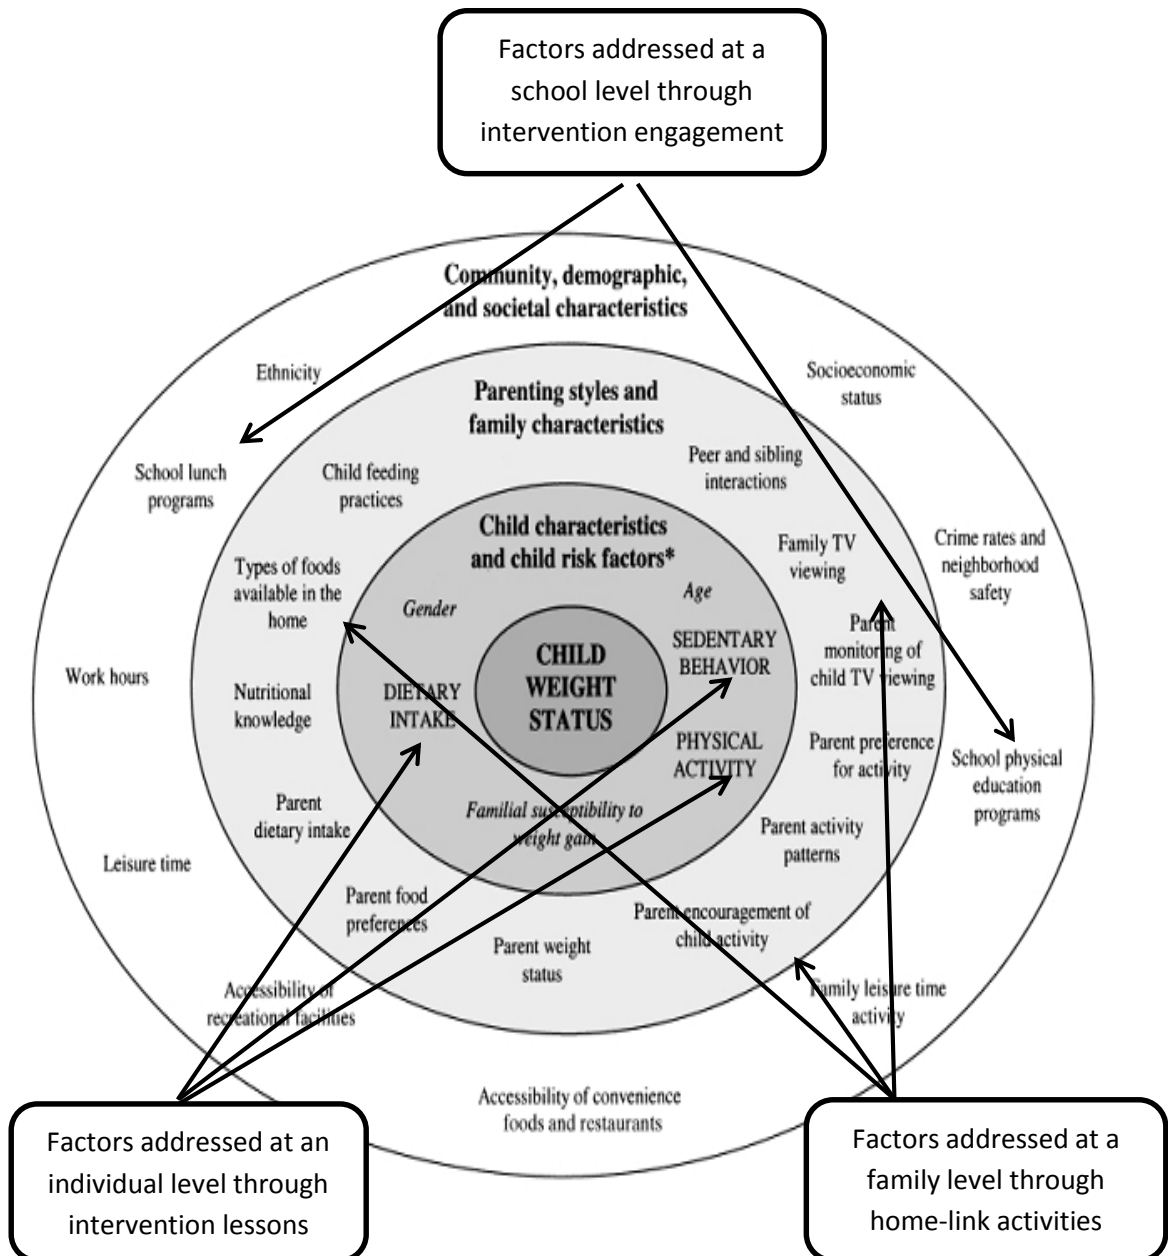 Factors addressed at a
school level through
intervention engagement
Community, demographic,
and societal characteristics
Ethnicity
Socioeconomic
status
Parenting styles and
family characteristics
School lunch
programs
Child feeding
practices
Peer and sibling
interactions
Child characteristics
and child risk factors*
Family TV
viewing
Crime rates and
neighborhood
safety
Types of foods
available in the
home
Gender
Age
CHILD
WEIGHT
STATUS
SEDENTARY
BEHAVIOR
Parent
monitoring of
child TV viewing
Work hours
Nutritional
knowledge
DIETARY
INTAKE
PHYSICAL
ACTIVITY
Parent preference
for activity
School physical
education
programs
Parent
dietary intake
Familial susceptibility to
weight gain
Parent activity
patterns
Leisure time
Parent food
preferences
Parent weight
status
Parent encouragement of
child activity
Accessibility of
recreational facilities
Family leisure time
activity
Accessibility of convenience
foods and restaurants
Factors addressed at an
individual level through
intervention lessons
Factors addressed at a
family level through
home-link activities